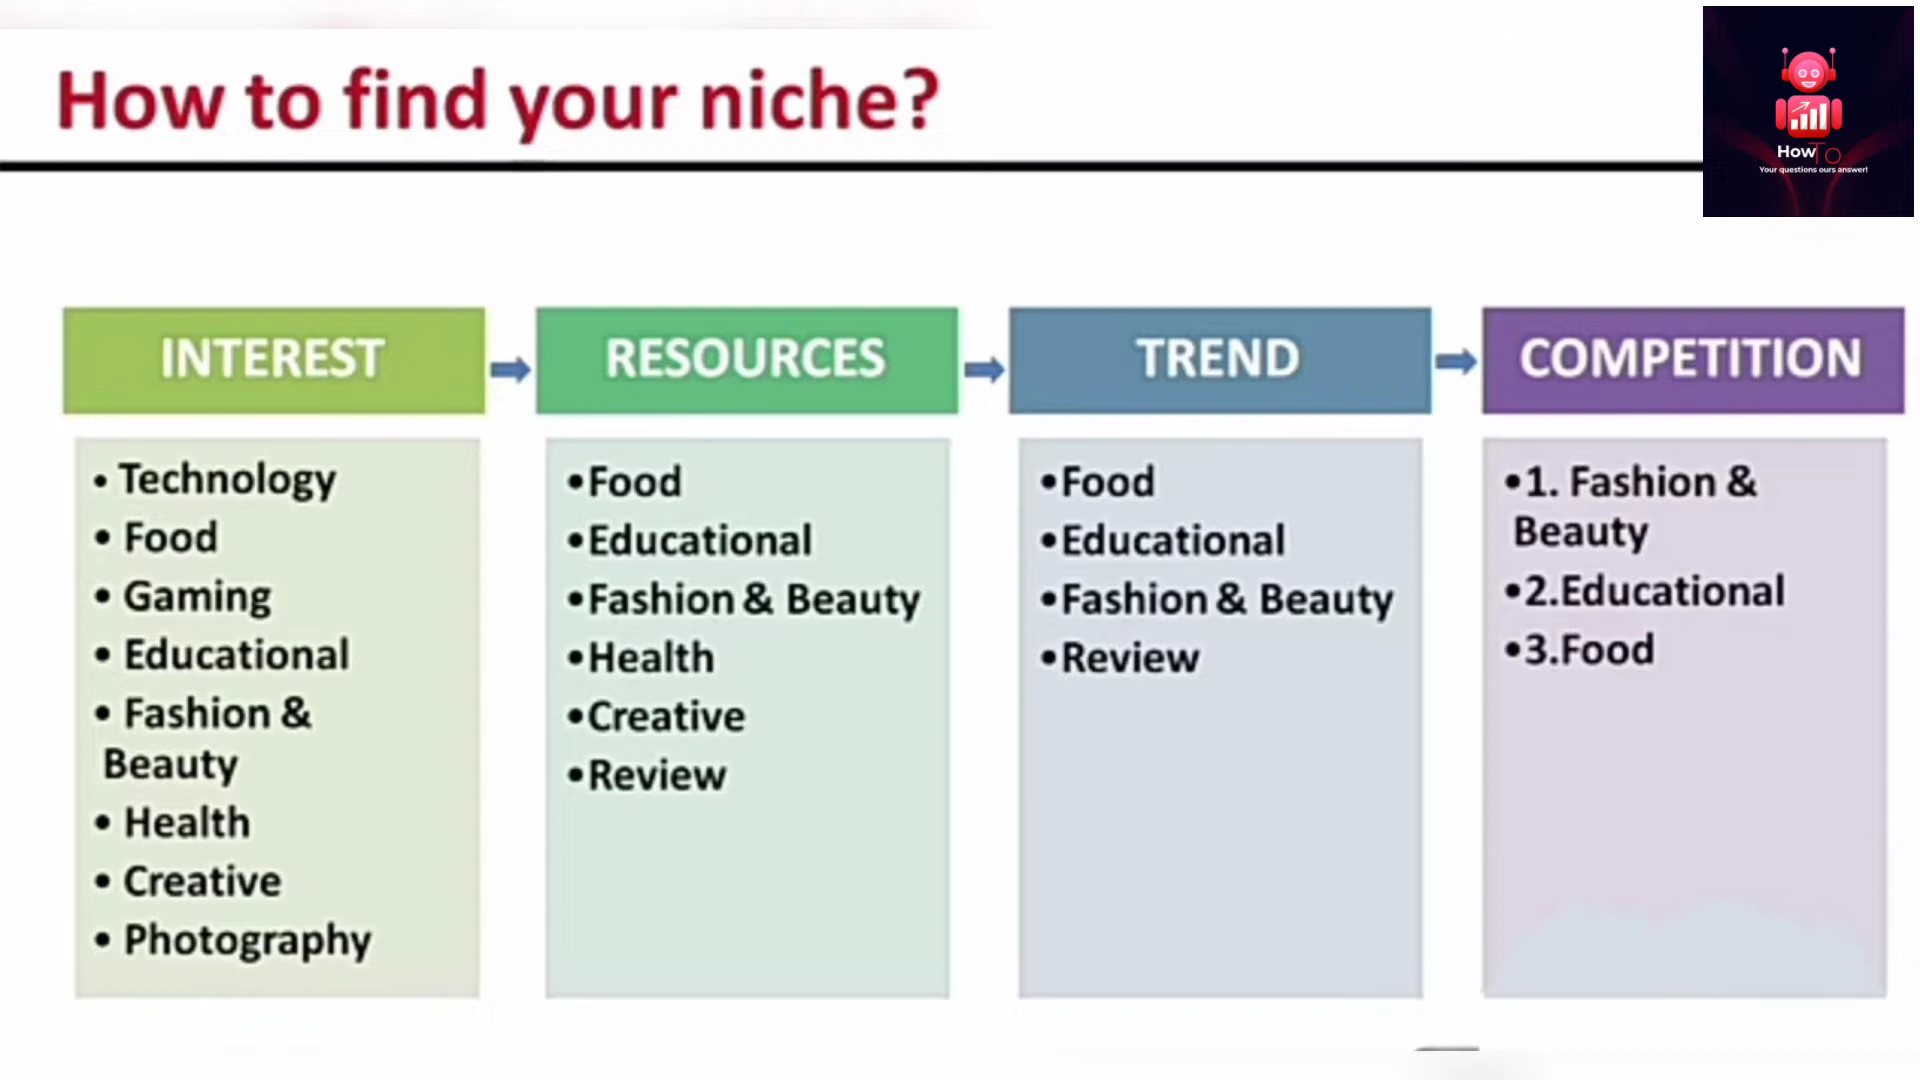 How to find your niche?
HowTo
Your questions ours answer!
INTEREST
RESOURCES
TREND
COMPETITION
• Technology
• Food
• Gaming
• Educational
• Fashion &
Beauty
• Health
• Creative
• Photography
•Food
•Educational
•Fashion & Beauty
•Health
•Creative
•Review
•Food
•Educational
•Fashion & Beauty
•Review
•1. Fashion &
Beauty
•2.Educational
•3.Food